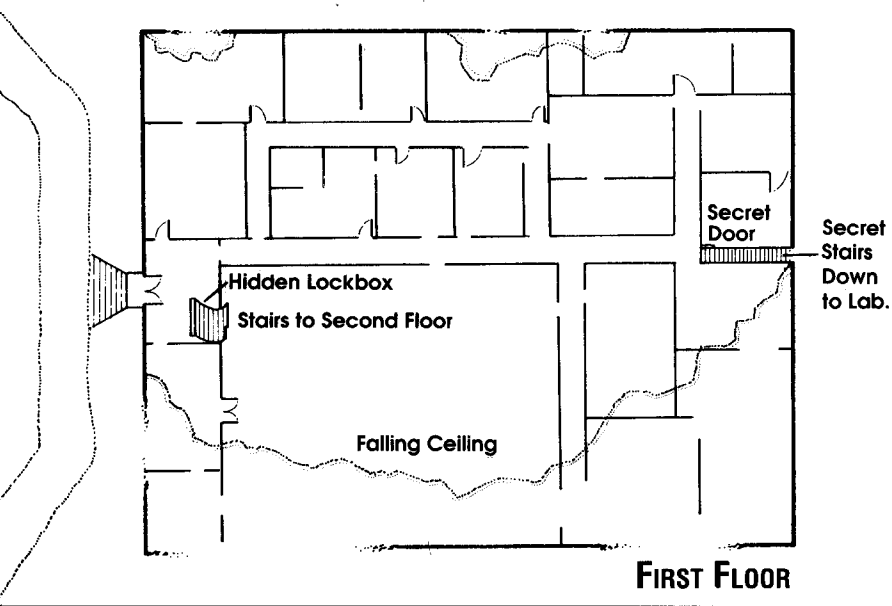 Secret
Door
Secret
Stairs
Down
to Lab.
Hidden Lockbox
Stairs to Second Floor
Falling Ceiling
FIRST FLOOR